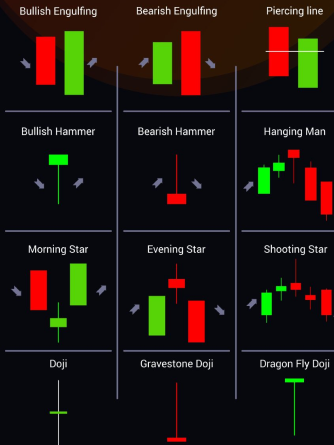 Bullish Engulfing
Bearish Engulfing
Piercing line
Bullish Hammer
Bearish Hammer
Hanging Man
Morning Star
Evening Star
Shooting Star
Doji
Gravestone Doji
Dragon Fly Doji